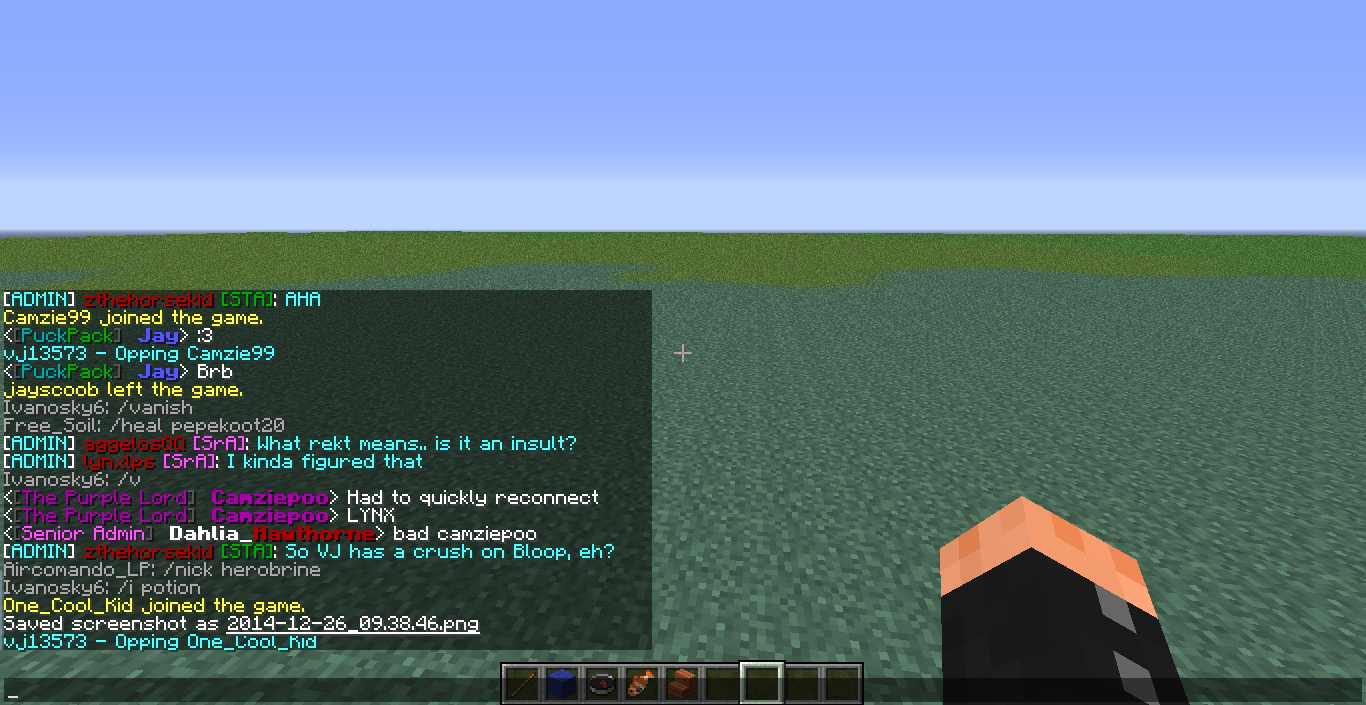 [ADMIN] zthehorsekid [STA]: AHA
Camzie99 joined the game.
<[PuckPack] Jay> :3
vj13573 - Opping Camzie99
<[PuckPack] Jay> Brb
jayscoob left the game.
Ivanosky6: /vanish
Free_Soil: /heal pepekoot20
[ADMIN] aggelos00 [SrA]: What rekt means.. is it an insult?
[ADMIN] lynxlps [SrA]: I kinda figured that
Ivanosky6: /v
<[The Purple Lord] Camziepoo> Had to quickly reconnect
<[The Purple Lord] Camziepoo> LYNX
<[Senior Admin] Dahlia_Hawthorne> bad camziepoo
[ADMIN] zthehorsekid [STA]: So VJ has a crush on Bloop, eh?
Aircomando_LP: /nick herobrine
Ivanosky6: /i potion
One_Cool_Kid joined the game.
Saved screenshot as 2014-12-26_09.38.46.png
vj13573 - Opping One_Cool_Kid
_